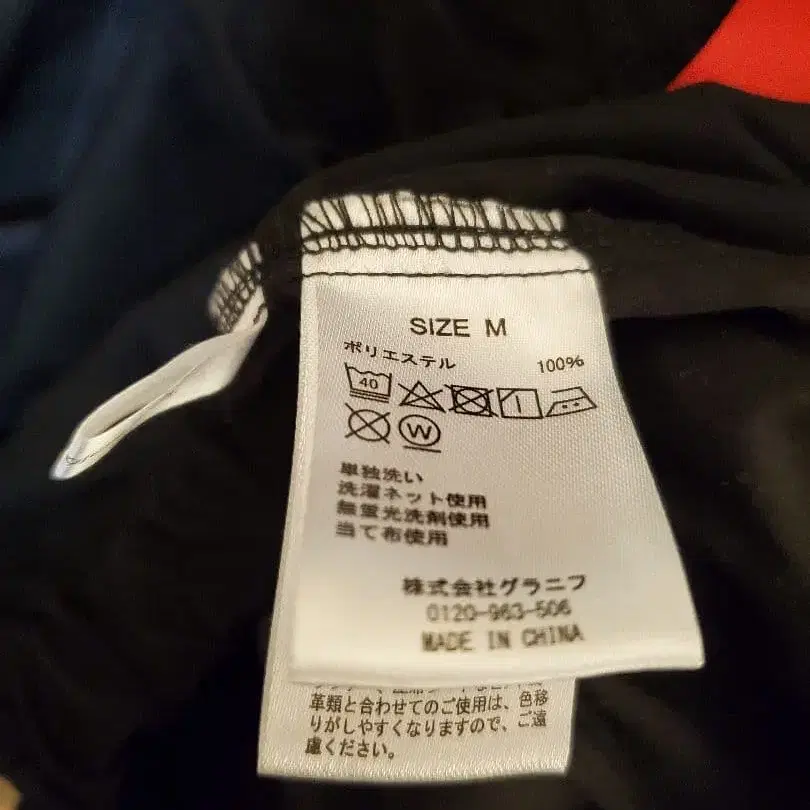 SIZE M
ポリエステル 100%
40
W
単独洗い
洗濯ネット使用
無蛍光洗剤使用
当て布使用
株式会社グラニフ
0120-963-506
MADE IN CHINA
革類と合わせてのご使用は、色移
りがしやすくなりますので、ご遠
慮ください。